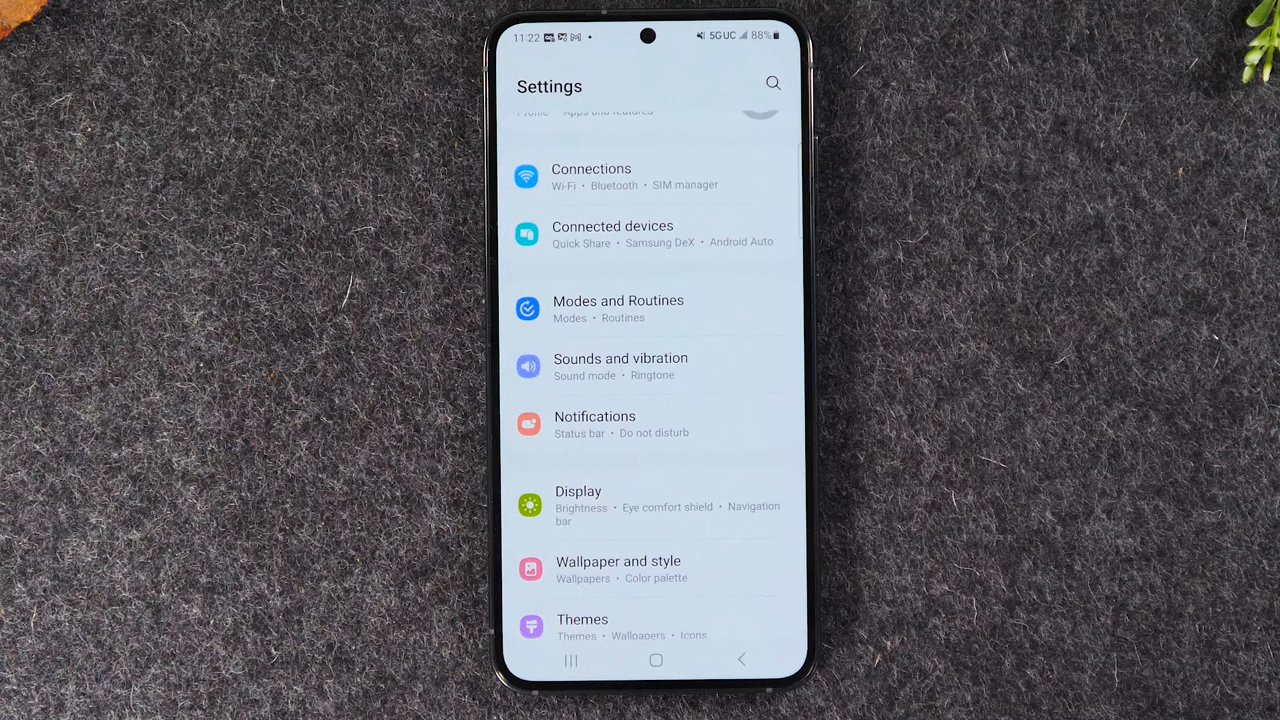 11:22 5G UC 88%
Settings
Profile Apps and features
Connections
Wi-Fi • Bluetooth • SIM manager
Connected devices
Quick Share • Samsung DeX • Android Auto
Modes and Routines
Modes • Routines
Sounds and vibration
Sound mode • Ringtone
Notifications
Status bar • Do not disturb
Display
Brightness • Eye comfort shield • Navigation
bar
Wallpaper and style
Wallpapers • Color palette
Themes
Themes • Wallpapers • Icons